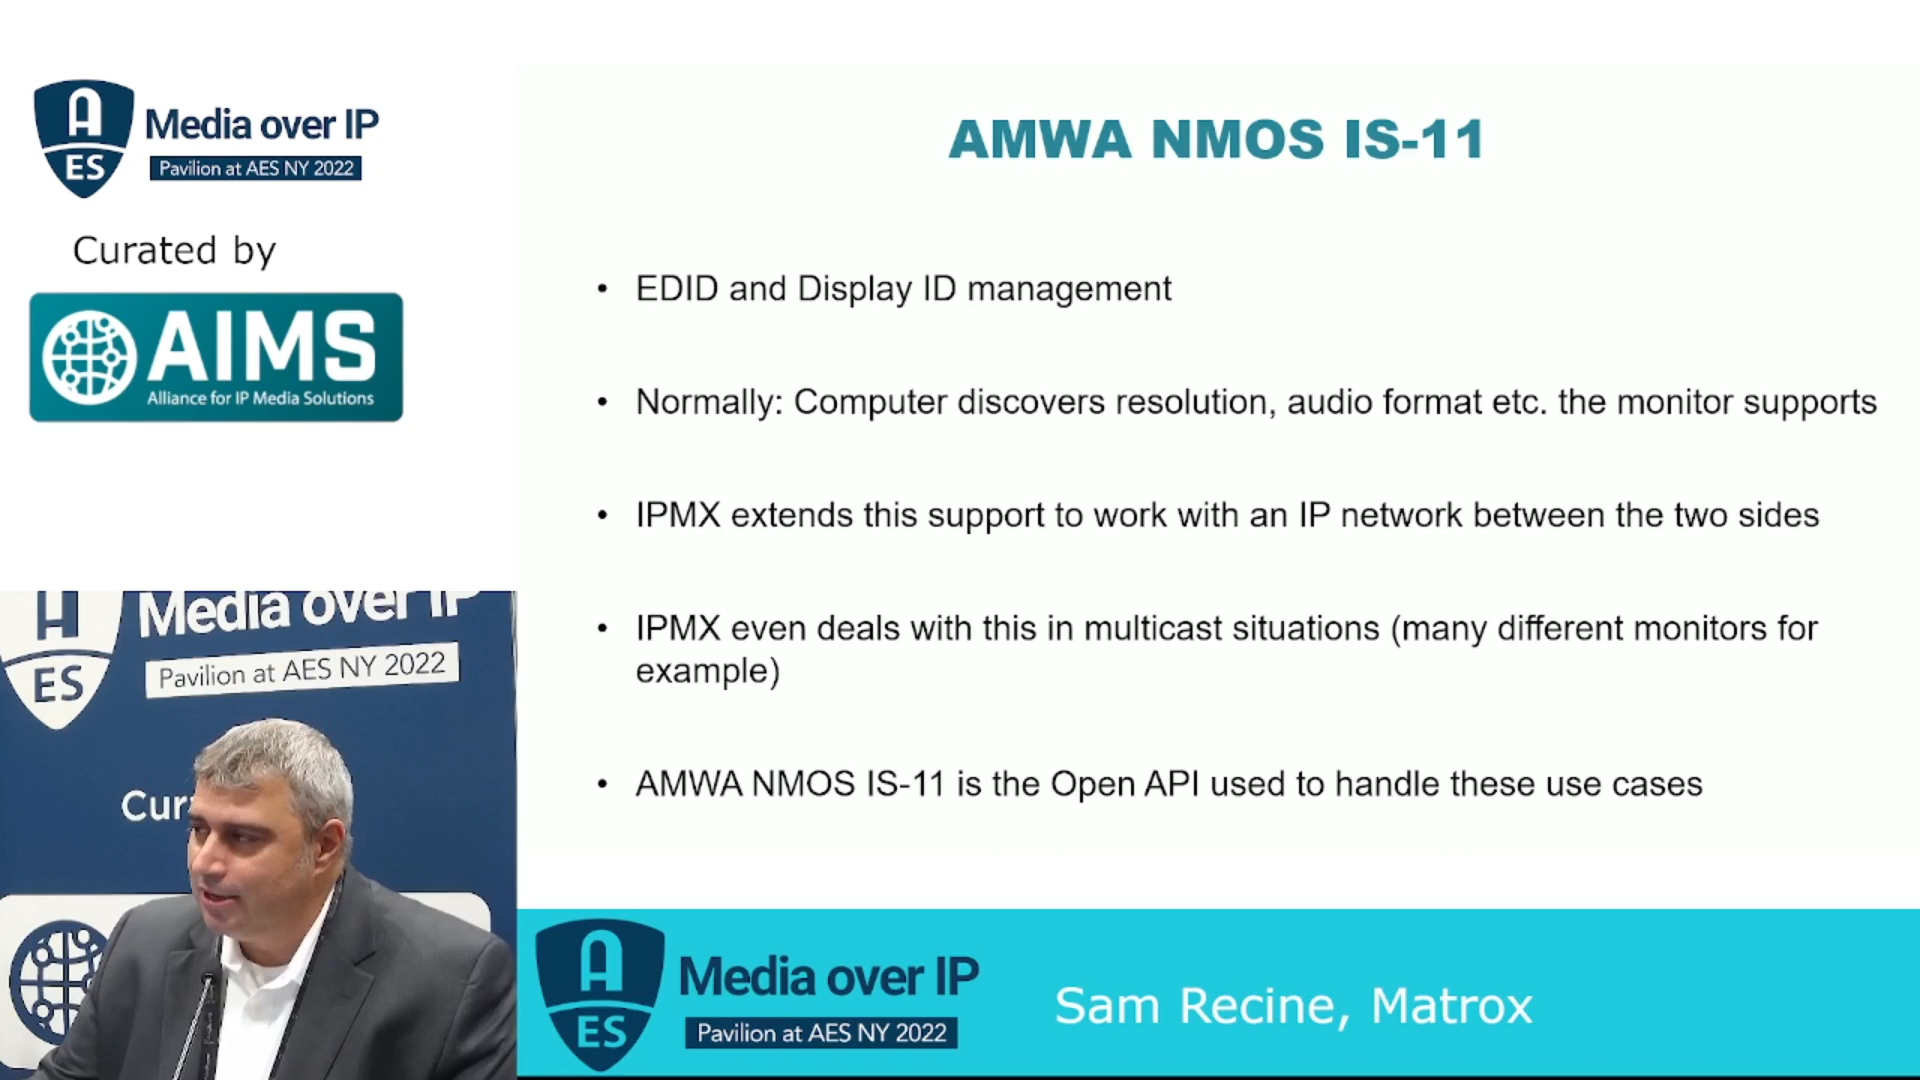 A
ES
Media over IP
Pavilion at AES NY 2022
Curated by
AIMS
Alliance for IP Media Solutions
AMWA NMOS IS-11
• EDID and Display ID management
• Normally: Computer discovers resolution, audio format etc. the monitor supports
• IPMX extends this support to work with an IP network between the two sides
• IPMX even deals with this in multicast situations (many different monitors for
example)
• AMWA NMOS IS-11 is the Open API used to handle these use cases
A
ES
Media over IP
Pavilion at AES NY 2022
Cur
A
ES
Media over IP
Pavilion at AES NY 2022
Sam Recine, Matrox